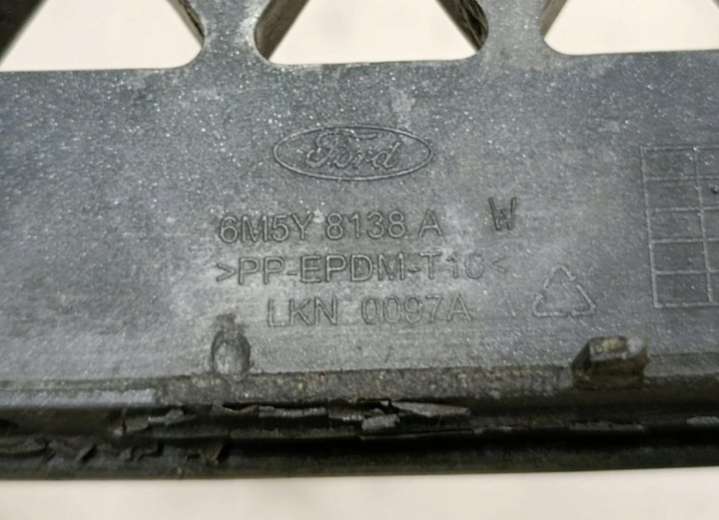 Ford
6M5Y 8138 A W
>PP-EPDM-T10<
LKN 0097A